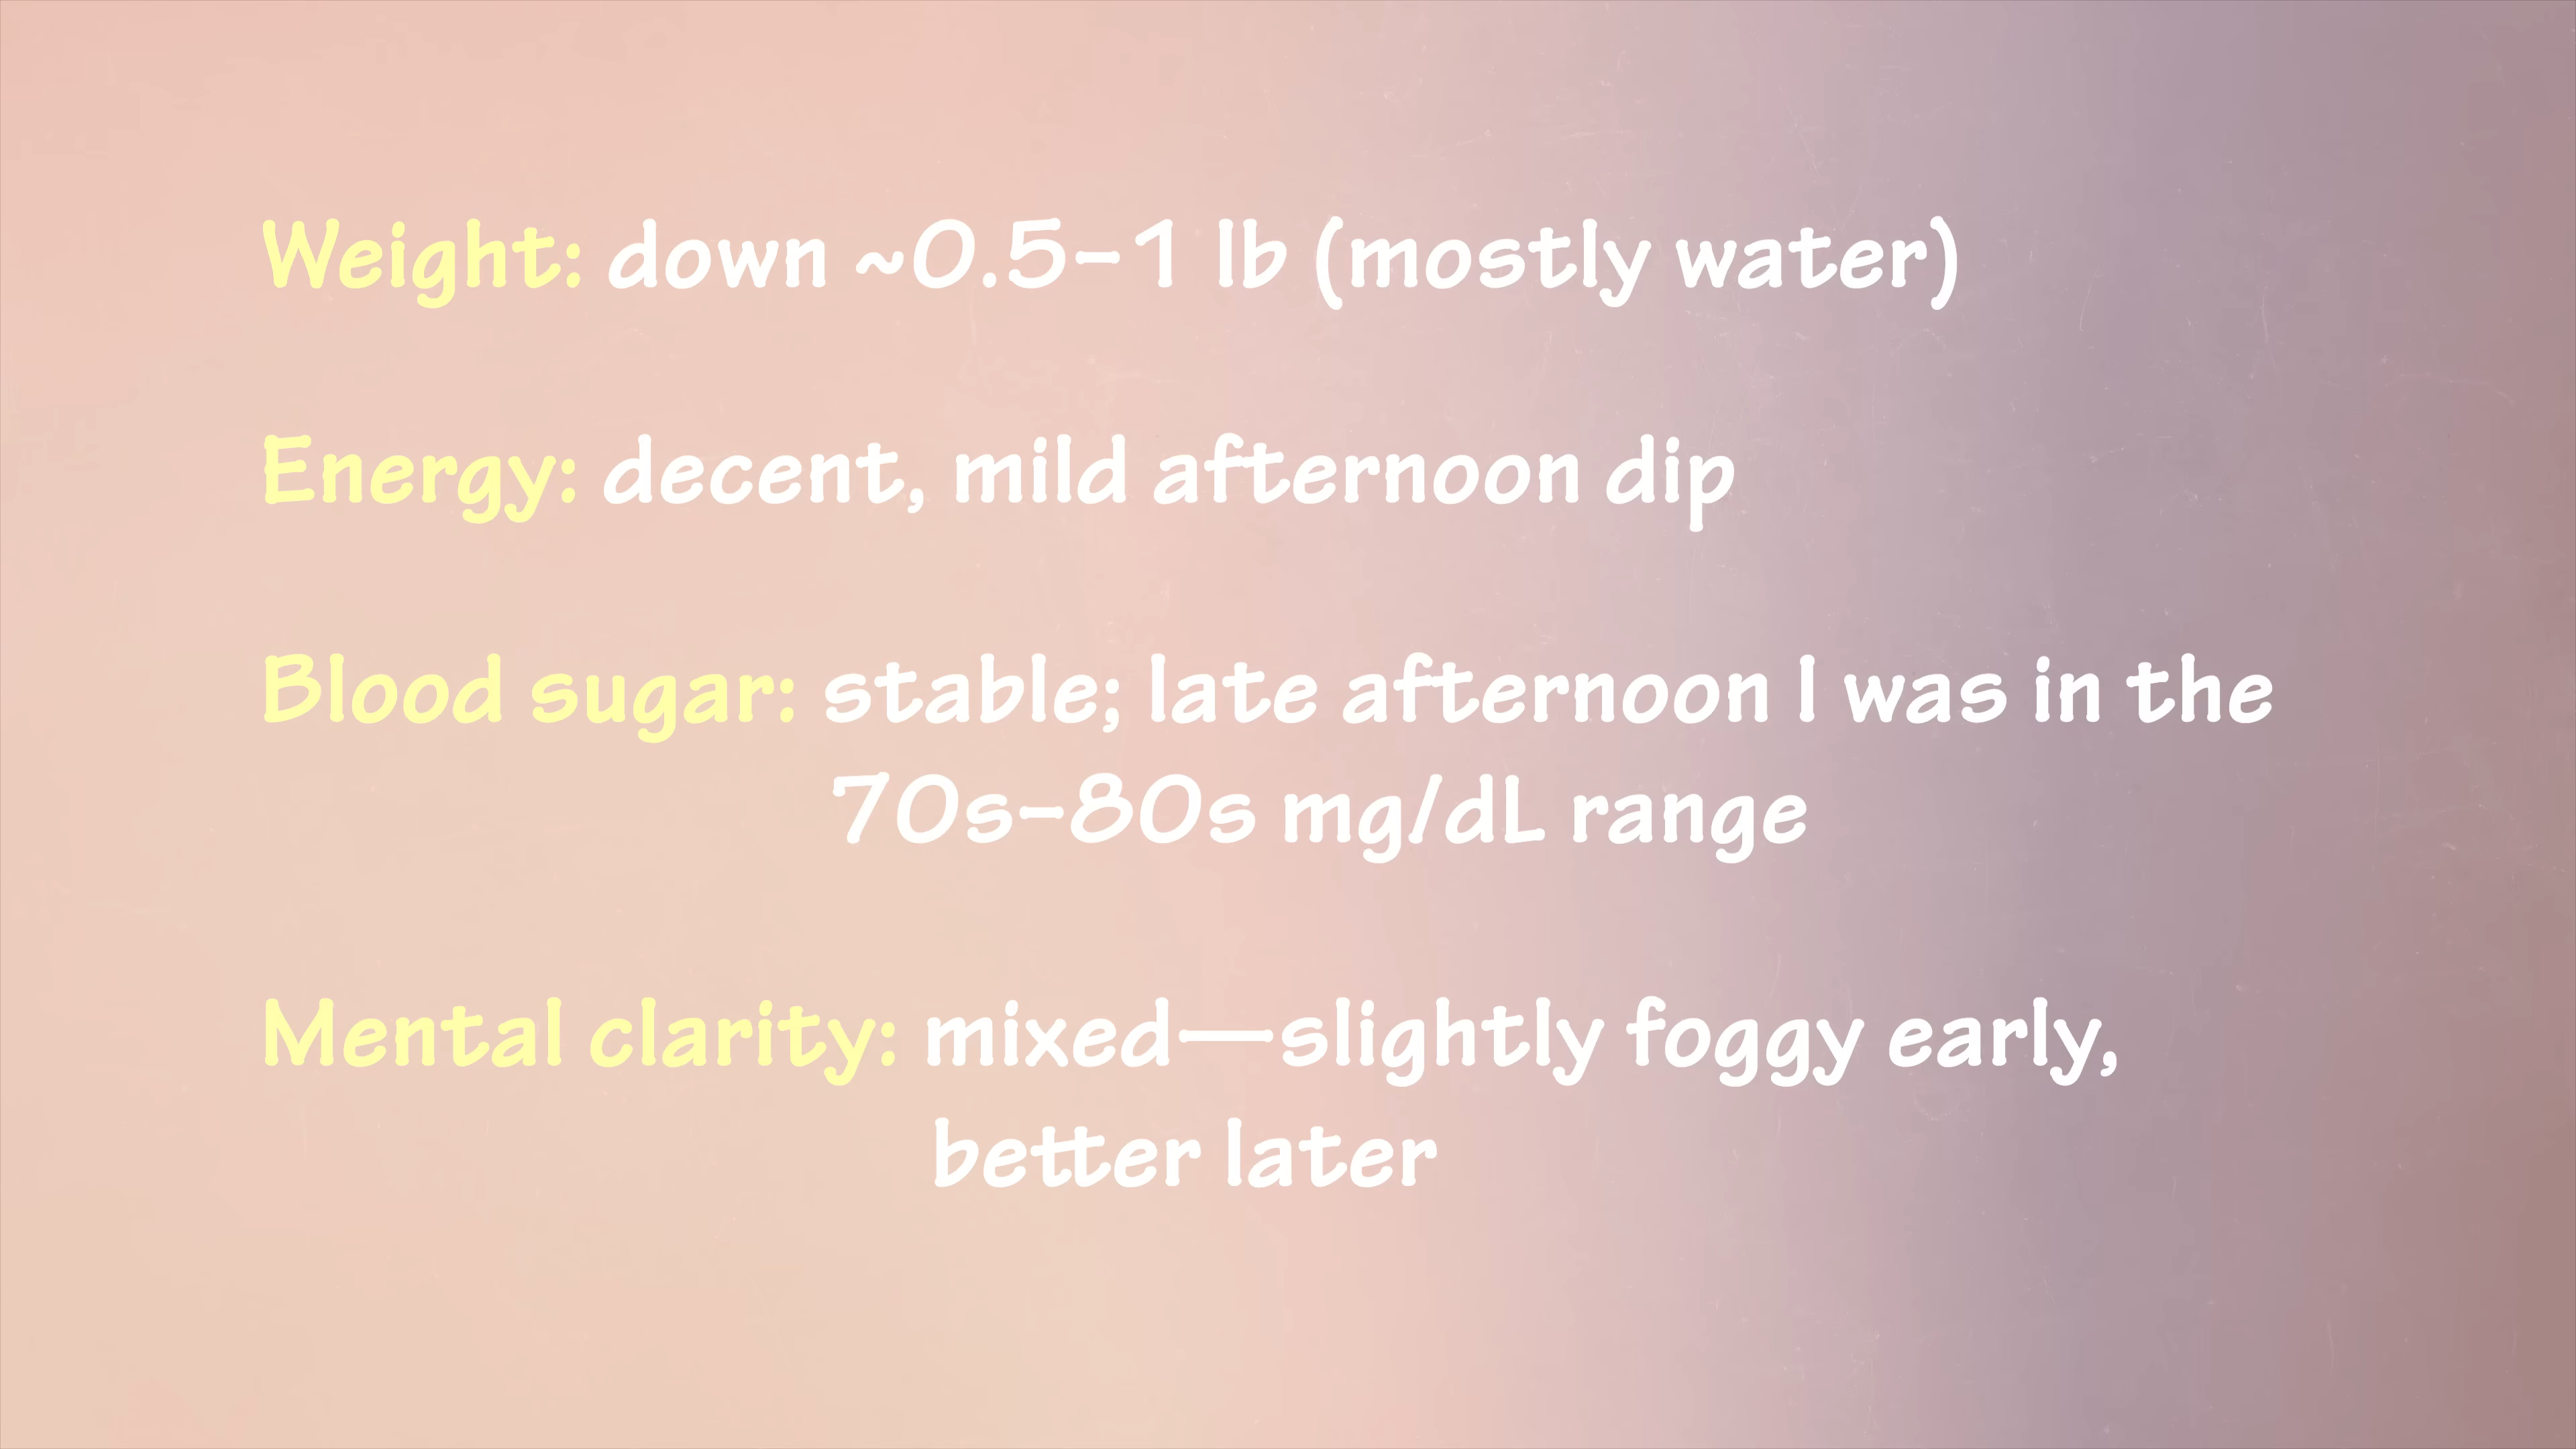 Weight: down ~0.5–1 lb (mostly water)
Energy: decent, mild afternoon dip
Blood sugar: stable; late afternoon I was in the
70s–80s mg/dL range
Mental clarity: mixed—slightly foggy early,
better later